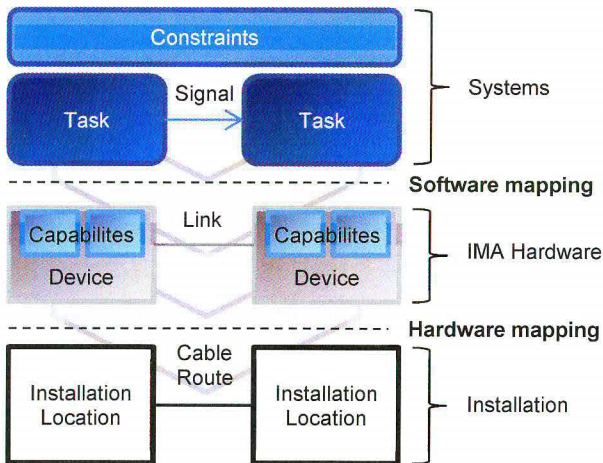 Constraints
Signal
Task
Task
Systems
Software mapping
Link
Capabilites
Capabilites
Device
Device
IMA Hardware
Hardware mapping
Cable
Route
Installation
Location
Installation
Location
Installation